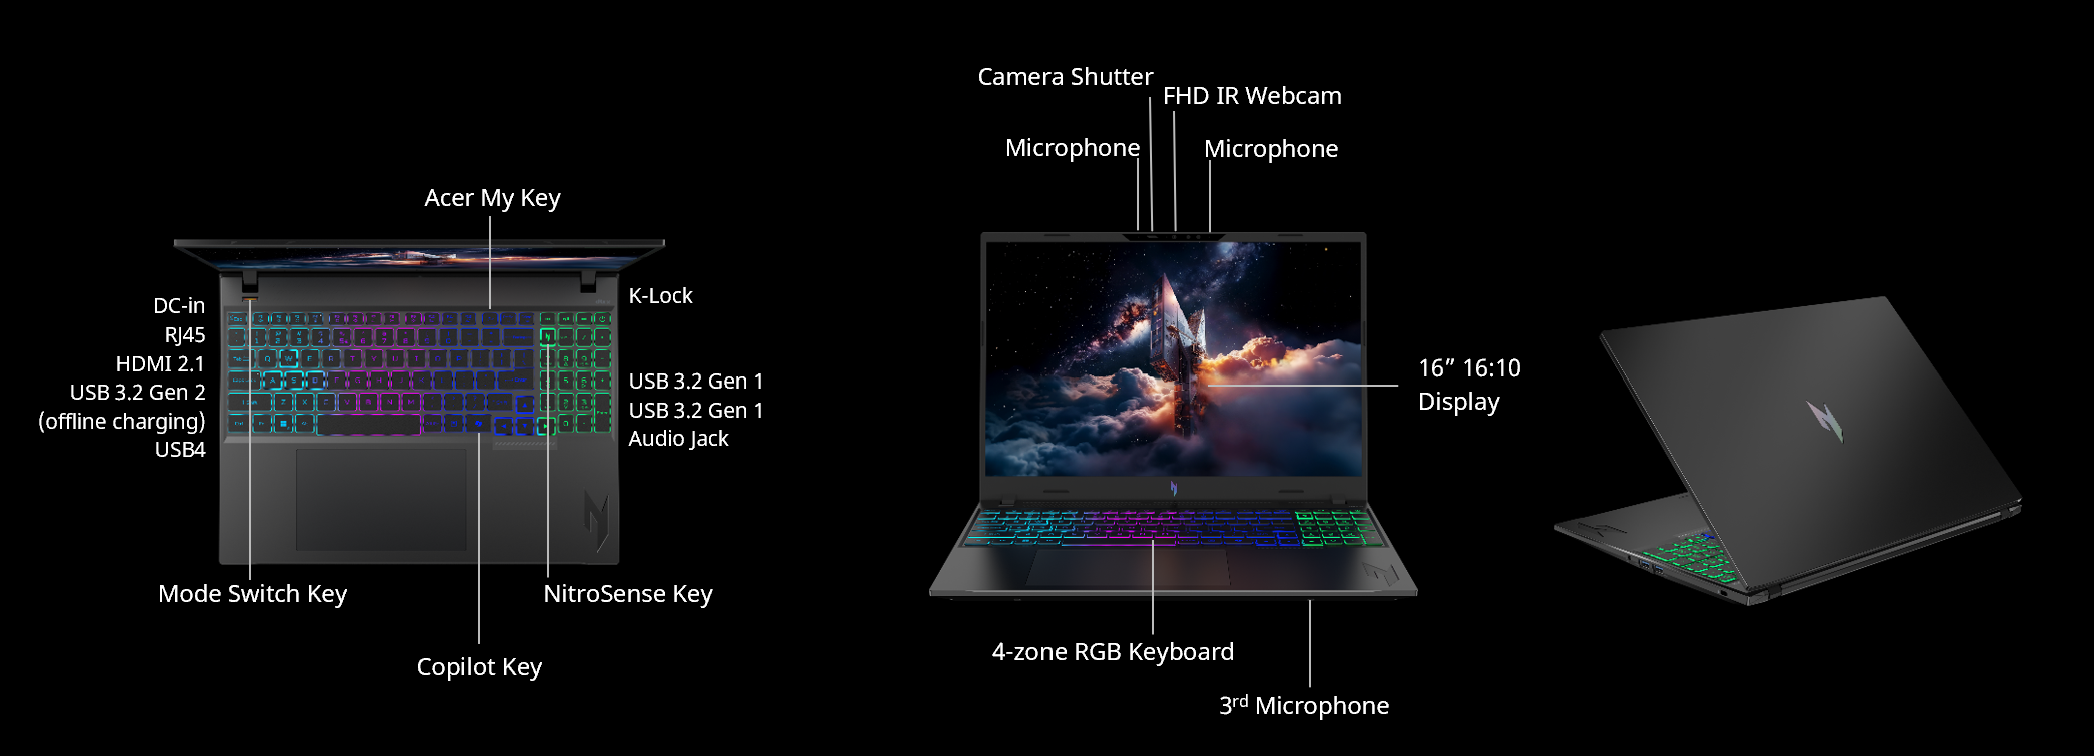 Acer My Key
DC-in
RJ45
HDMI 2.1
USB 3.2 Gen 2
(offline charging)
USB4
K-Lock
USB 3.2 Gen 1
USB 3.2 Gen 1
Audio Jack
Mode Switch Key
NitroSense Key
Copilot Key
Camera Shutter
FHD IR Webcam
Microphone
Microphone
16” 16:10
Display
4-zone RGB Keyboard
3rd Microphone